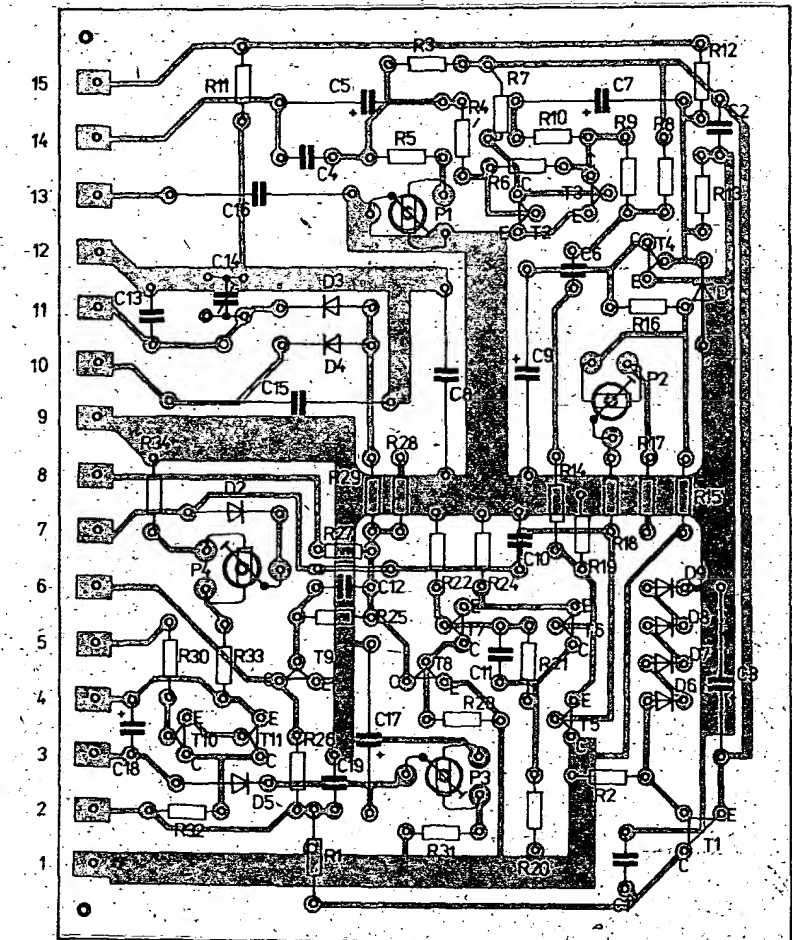 R3
R12
15
R11
C5
R7
C7
C2
R4
R10
R9
R8
14
C4
R5
R6
C
R13
13
C16
P1
T3
E
T2
E
12
C14
C6
C
T4
E
D1
C13
D3
R16
11
D4
C9
P2
10
C15
C8
9
R34
R28
R17
8
D2
R29
R14
R15
7
R27
R18
P4
C10
R19
6
C12
R22
R24
D9
R25
E
D8
5
T7
T6
R30
R33
T9
T8
C
C11
R21
C
D7
E
C
E
D6
4
E
E
R23
E
C3
T10
T11
R26
C17
T5
3
C
C
C
C18
C19
P3
R2
D5
2
R32
E
R1
R31
R20
T1
1
C